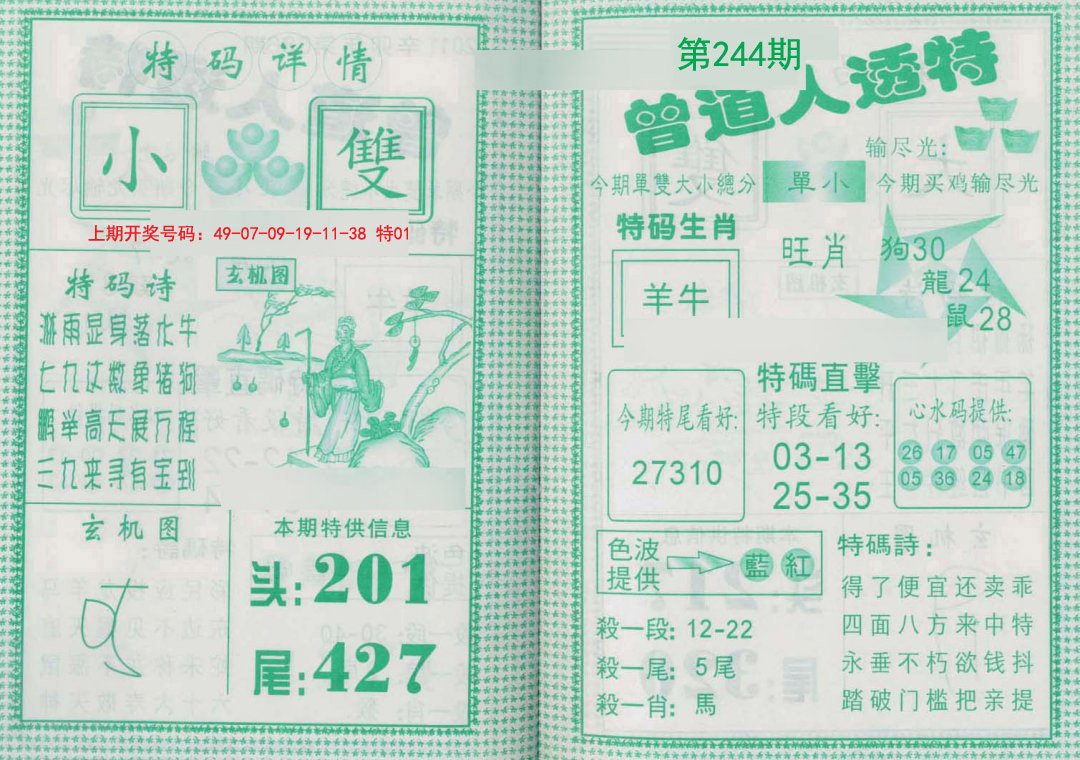 特码详情
小 雙
上期开奖号码：49-07-09-19-11-38 特01
特码诗
淋雨显身落水牛
七九这数象猪狗
鹏举高天展万程
三九来寻有宝到
玄机图
玄机图
本期特供信息
头:201
尾:427
第244期
曾道人透特
输尽光:
今期單雙大小總分 單小 今期买鸡输尽光
特码生肖
羊牛
旺肖
狗30
龍24
鼠28
今期特尾看好:
27310
特碼直擊
特段看好:
03-13
25-35
心水码提供:
26 17 05 47
05 36 24 18
色波
提供
藍 紅
殺一段: 12-22
殺一尾: 5尾
殺一肖: 馬
特碼詩:
得了便宜还卖乖
四面八方来中特
永垂不朽欲钱抖
踏破门槛把亲提